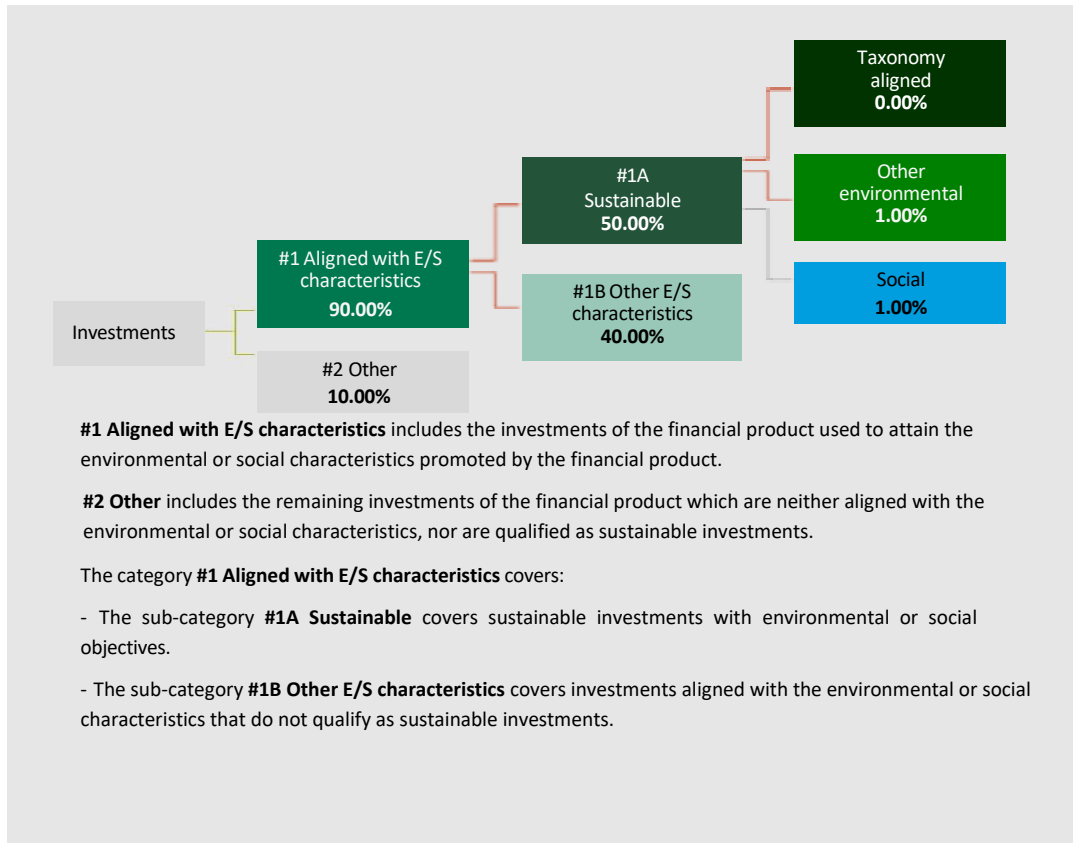 Taxonomy
aligned
0.00%
#1A
Sustainable
50.00%
Other
environmental
1.00%
#1 Aligned with E/S
characteristics
90.00%
Social
1.00%
#1B Other E/S
characteristics
40.00%
Investments
#2 Other
10.00%
#1 Aligned with E/S characteristics includes the investments of the financial product used to attain the
environmental or social characteristics promoted by the financial product.
#2 Other includes the remaining investments of the financial product which are neither aligned with the
environmental or social characteristics, nor are qualified as sustainable investments.
The category #1 Aligned with E/S characteristics covers:
- The sub-category #1A Sustainable covers sustainable investments with environmental or social
objectives.
- The sub-category #1B Other E/S characteristics covers investments aligned with the environmental or social
characteristics that do not qualify as sustainable investments.